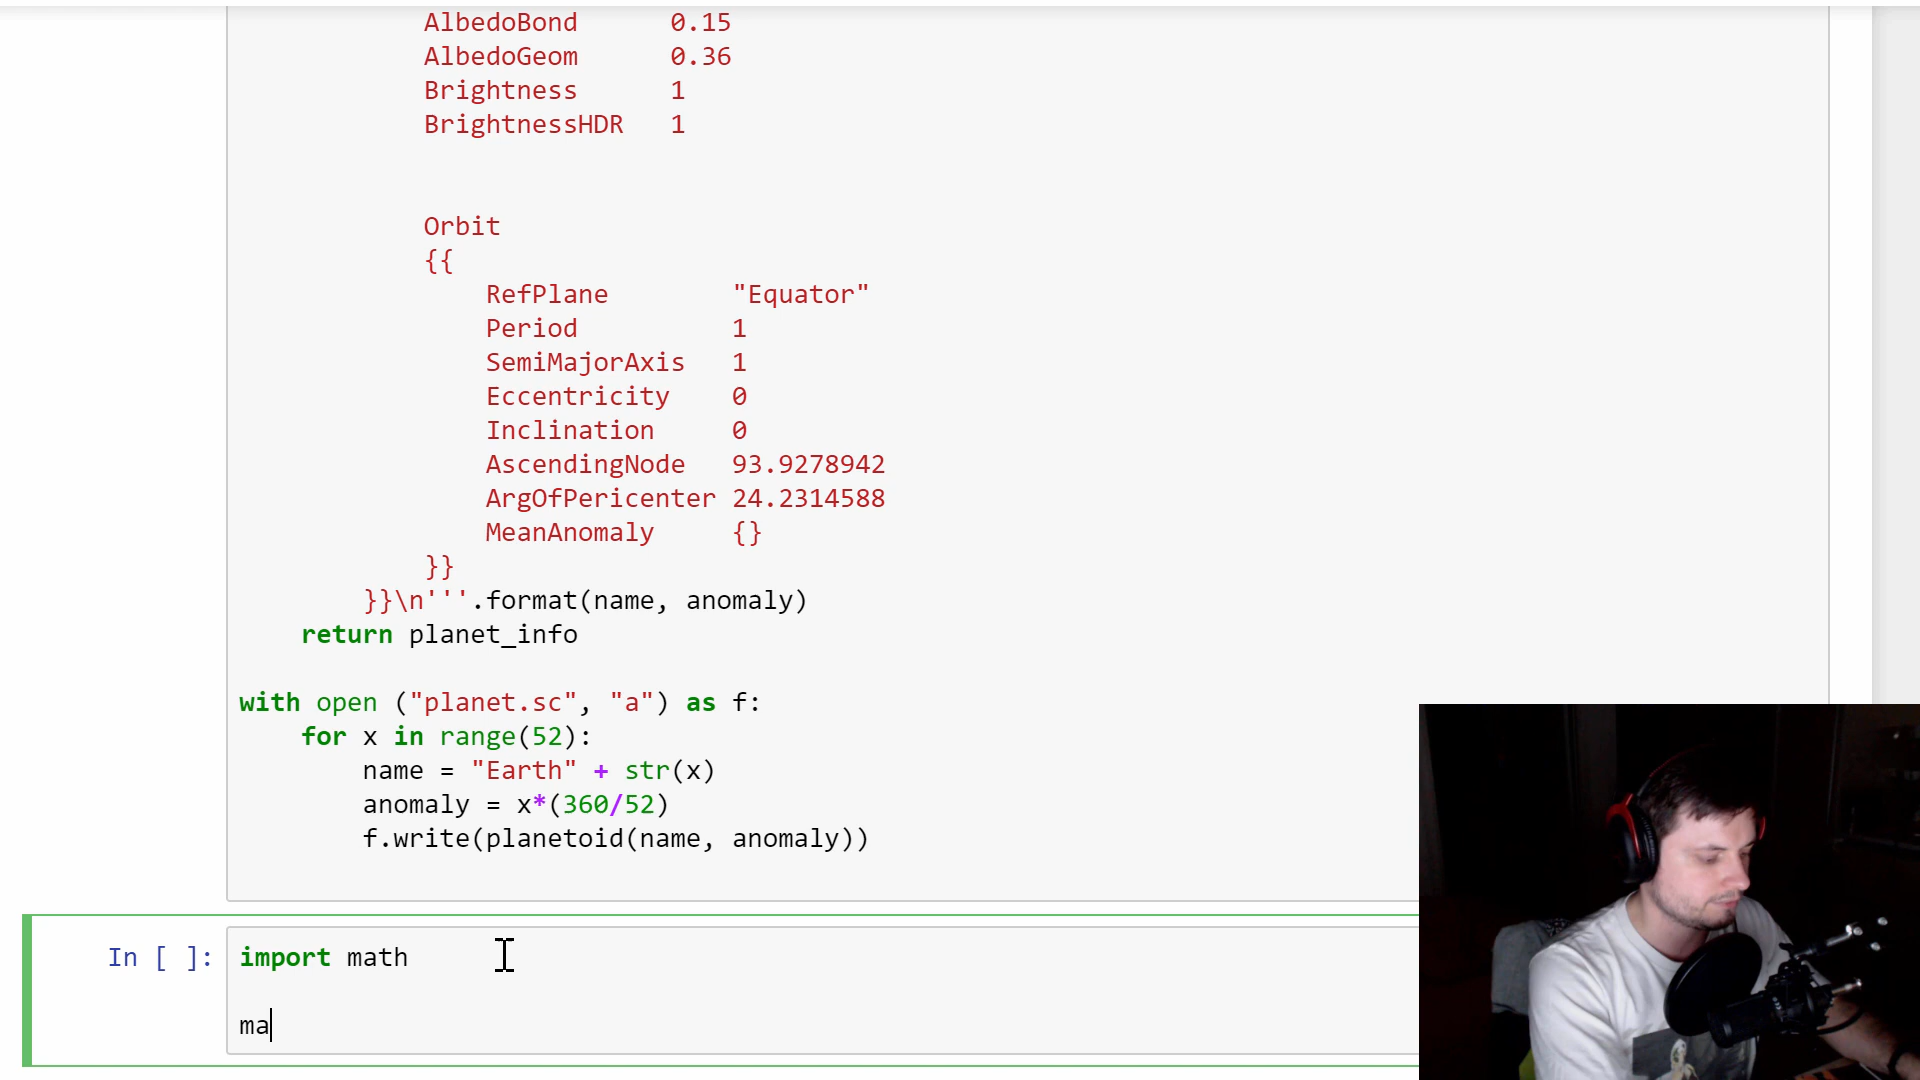 AlbedoBond 0.15
AlbedoGeom 0.36
Brightness 1
BrightnessHDR 1
Orbit
{{
RefPlane "Equator"
Period 1
SemiMajorAxis 1
Eccentricity 0
Inclination 0
AscendingNode 93.9278942
ArgOfPericenter 24.2314588
MeanAnomaly {}
}}
}}\n'''.format(name, anomaly)
return planet_info
with open ("planet.sc", "a") as f:
for x in range(52):
name = "Earth" + str(x)
anomaly = x*(360/52)
f.write(planetoid(name, anomaly))
In [ ]: import math
ma